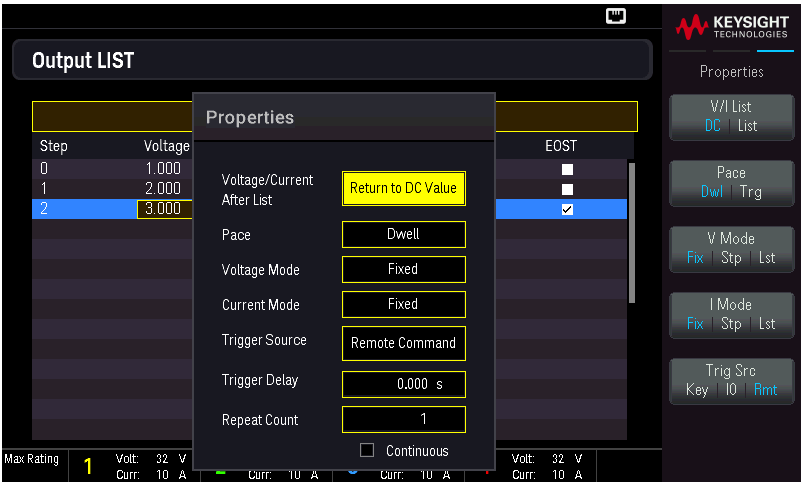 KEYSIGHT
TECHNOLOGIES
Output LIST
Properties
Step Voltage EOST
0 1.000
1 2.000
2 3.000
Properties
Voltage/Current
After List
Return to DC Value
Pace Dwell
Voltage Mode Fixed
Current Mode Fixed
Trigger Source Remote Command
Trigger Delay 0.000 s
Repeat Count 1
Continuous
V/I List
DC List
Pace
Dwl Trg
V Mode
Fix Stp Lst
I Mode
Fix Stp Lst
Trig Src
Key IO Rmt
Max Rating
1
Volt: 32 V
Curr: 10 A
Curr: 10 A
Curr: 10 A
Volt: 32 V
Curr: 10 A